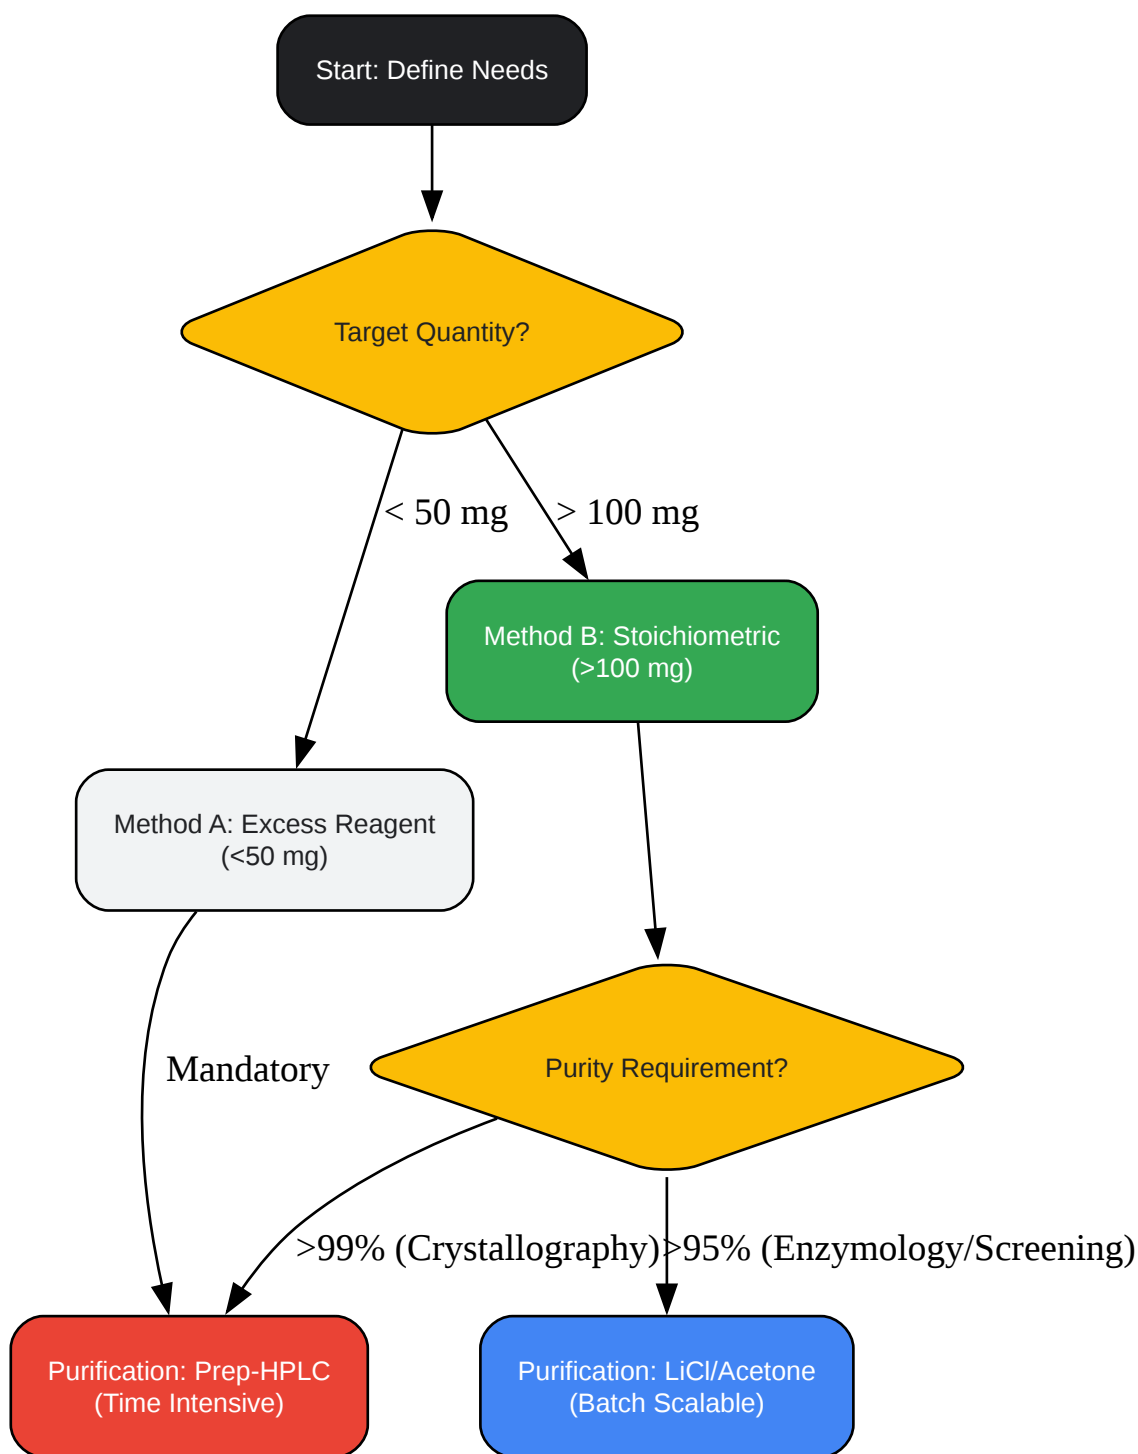 Start: Define Needs
Target Quantity?
< 50 mg
> 100 mg
Method B: Stoichiometric
(>100 mg)
Method A: Excess Reagent
(<50 mg)
Mandatory
Purity Requirement?
>99% (Crystallography)
>95% (Enzymology/Screening)
Purification: Prep-HPLC
(Time Intensive)
Purification: LiCl/Acetone
(Batch Scalable)